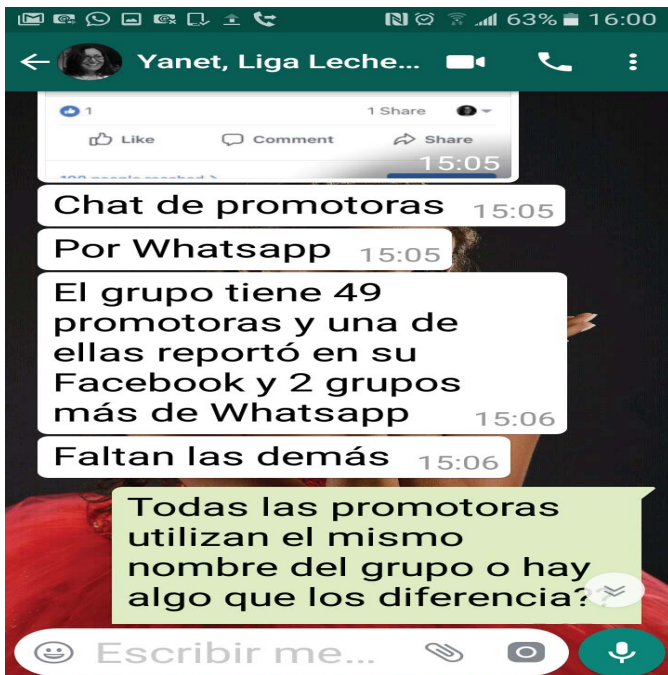 63% 16:00
Yanet, Liga Leche...
1 1 Share
Like Comment Share
15:05
Chat de promotoras 15:05
Por Whatsapp 15:05
El grupo tiene 49
promotoras y una de
ellas reportó en su
Facebook y 2 grupos
más de Whatsapp 15:06
Faltan las demás 15:06
Todas las promotoras
utilizan el mismo
nombre del grupo o hay
algo que los diferencia?
Escribir me...